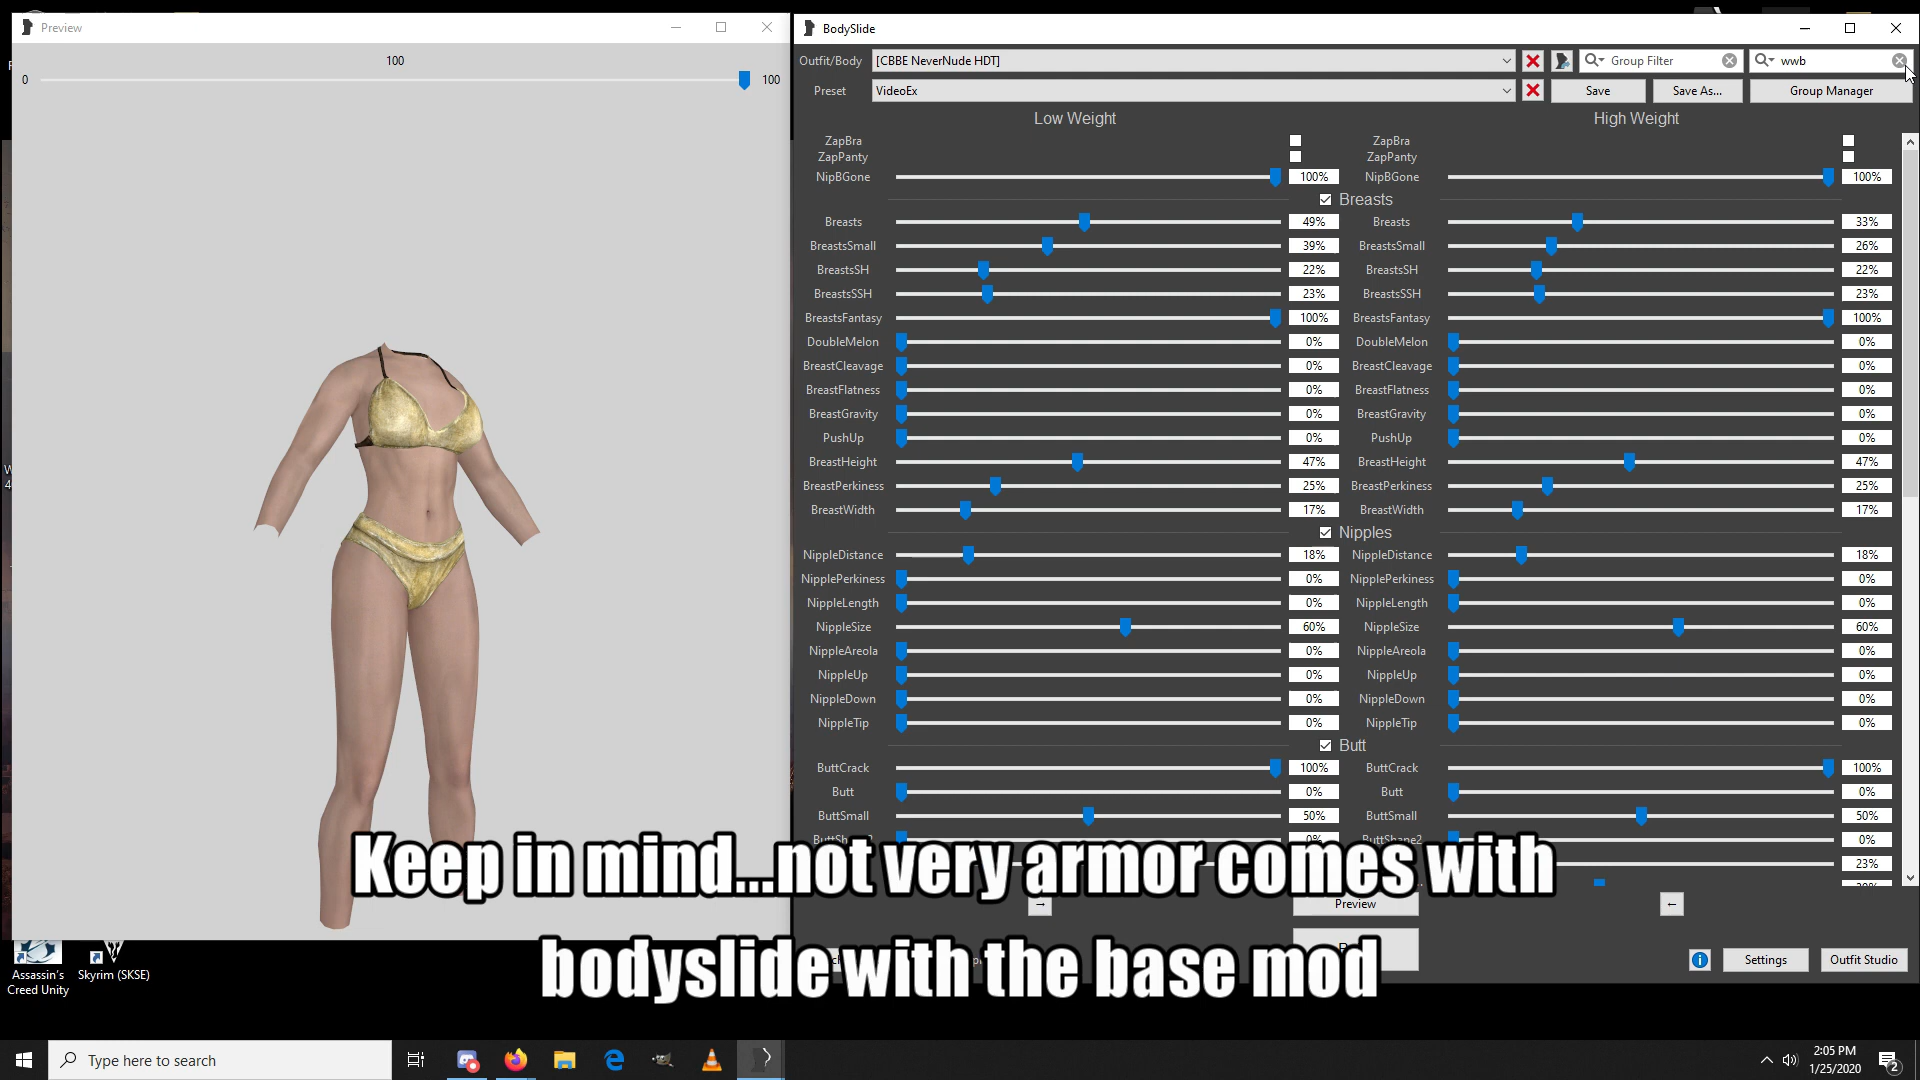 Preview
BodySlide
100
0
100
Outfit/Body
[CBBE NeverNude HDT]
Group Filter
wwb
Preset
VideoEx
Save
Save As...
Group Manager
Low Weight
High Weight
ZapBra
ZapBra
ZapPanty
ZapPanty
NipBGone 100% NipBGone 100%
Breasts
Breasts 49% Breasts 33%
BreastsSmall 39% BreastsSmall 26%
BreastsSH 22% BreastsSH 22%
BreastsSSH 23% BreastsSSH 23%
BreastsFantasy 100% BreastsFantasy 100%
DoubleMelon 0% DoubleMelon 0%
BreastCleavage 0% BreastCleavage 0%
BreastFlatness 0% BreastFlatness 0%
BreastGravity 0% BreastGravity 0%
PushUp 0% PushUp 0%
BreastHeight 47% BreastHeight 47%
BreastPerkiness 25% BreastPerkiness 25%
BreastWidth 17% BreastWidth 17%
Nipples
NippleDistance 18% NippleDistance 18%
NipplePerkiness 0% NipplePerkiness 0%
NippleLength 0% NippleLength 0%
NippleSize 60% NippleSize 60%
NippleAreola 0% NippleAreola 0%
NippleUp 0% NippleUp 0%
NippleDown 0% NippleDown 0%
NippleTip 0% NippleTip 0%
Butt
ButtCrack 100% ButtCrack 100%
Butt 0% Butt 0%
ButtSmall 50% ButtSmall 50%
0% ButtShape2 0%
23%
Keep in mind...not very armor comes with
→
Preview
←
bodyslide with the base mod
Settings
Outfit Studio
Assassin's
Creed Unity
Skyrim (SKSE)
Type here to search
2:05 PM
1/25/2020
2